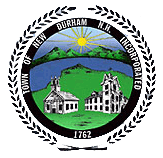 TOWN OF NEW DURHAM N.H. INCORPORATED
1762